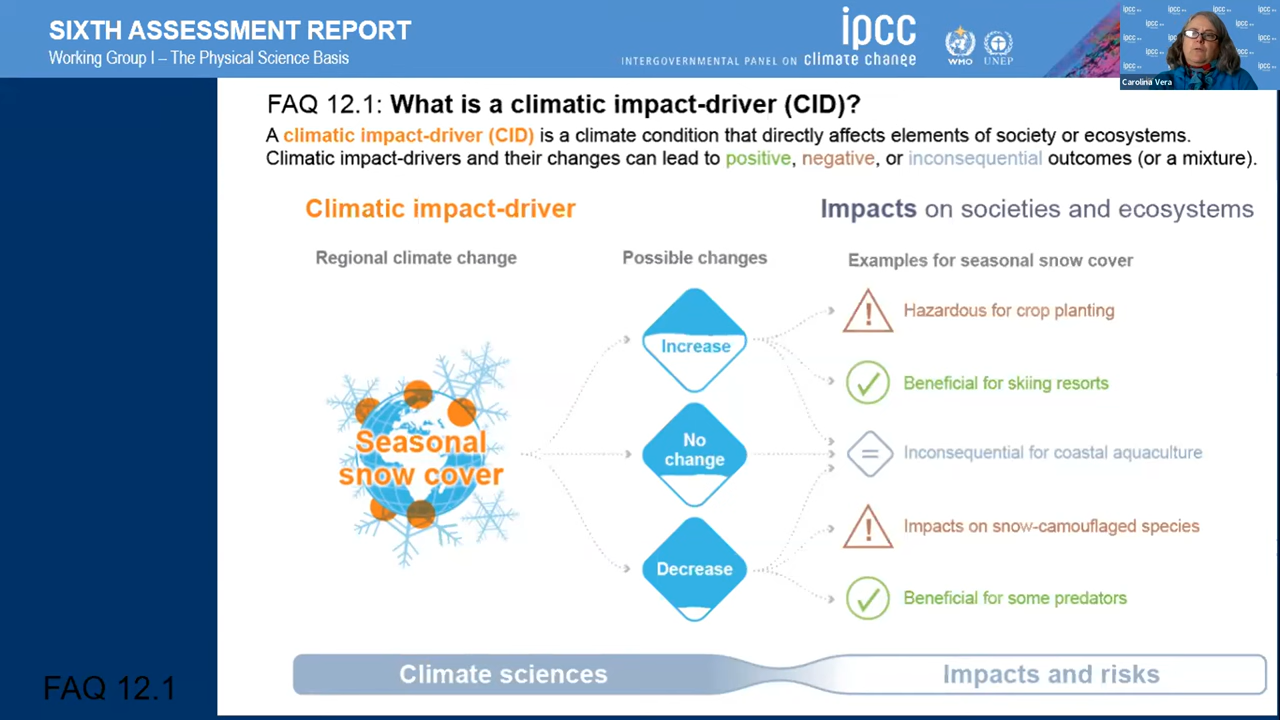 SIXTH ASSESSMENT REPORT
Working Group I – The Physical Science Basis
ipcc
INTERGOVERNMENTAL PANEL ON climate change
WMO
UNEP
Carolina Vera
FAQ 12.1: What is a climatic impact-driver (CID)?
A climatic impact-driver (CID) is a climate condition that directly affects elements of society or ecosystems.
Climatic impact-drivers and their changes can lead to positive, negative, or inconsequential outcomes (or a mixture).
Climatic impact-driver
Impacts on societies and ecosystems
Regional climate change
Possible changes
Examples for seasonal snow cover
Seasonal
snow cover
Increase
No
change
Decrease
Hazardous for crop planting
Beneficial for skiing resorts
Inconsequential for coastal aquaculture
Impacts on snow-camouflaged species
Beneficial for some predators
Climate sciences
Impacts and risks
FAQ 12.1